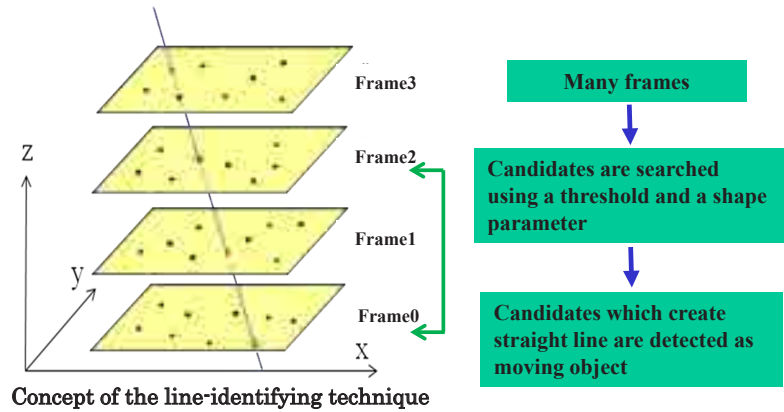 Frame3
Frame2
Frame1
Frame0
Z
y
X
Concept of the line-identifying technique
Many frames
Candidates are searched
using a threshold and a shape
parameter
Candidates which create
straight line are detected as
moving object